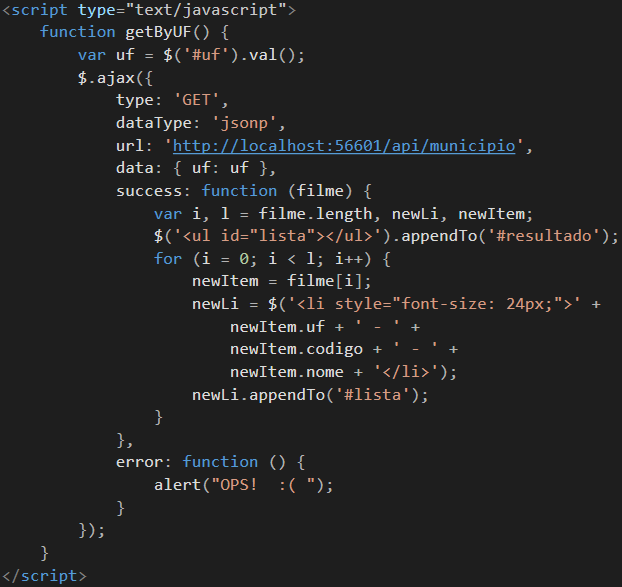 <script type="text/javascript">
    function getByUF() {
        var uf = $('#uf').val();
        $.ajax({
            type: 'GET',
            dataType: 'jsonp',
            url: 'http://localhost:56601/api/municipio',
            data: { uf: uf },
            success: function (filme) {
                var i, l = filme.length, newLi, newItem;
                $('<ul id="lista"></ul>').appendTo('#resultado');
                for (i = 0; i < l; i++) {
                    newItem = filme[i];
                    newLi = $('<li style="font-size: 24px;">' +
                        newItem.uf + ' - ' +
                        newItem.codigo + ' - ' +
                        newItem.nome + '</li>');
                    newLi.appendTo('#lista');
                }
            },
            error: function () {
                alert("OPS!  :( ");
            }
        });
    }
</script>